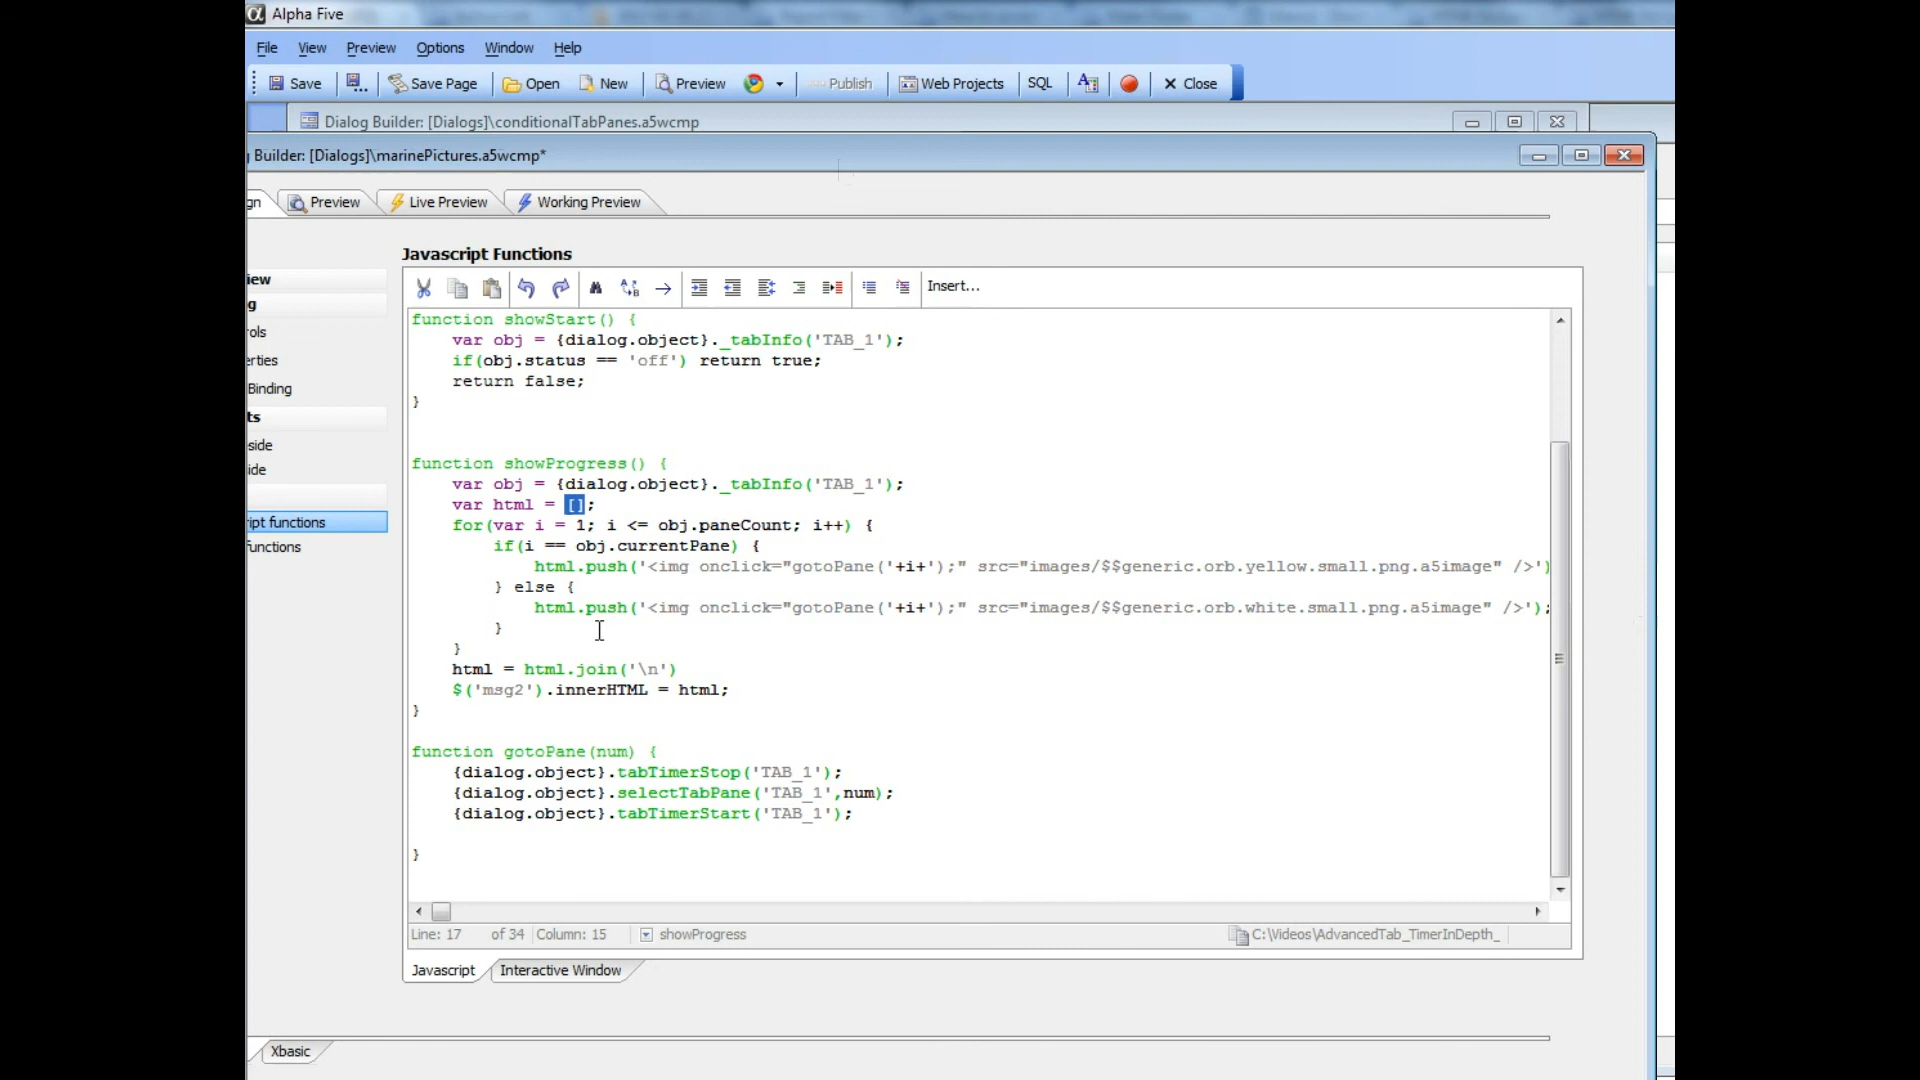 Alpha Five
File View Preview Options Window Help
Save Save Page Open New Preview Publish Web Projects SQL Close
Dialog Builder: [Dialogs]\conditionalTabPanes.a5wcmp
Builder: [Dialogs]\marinePictures.a5wcmp*
gn Preview Live Preview Working Preview
Javascript Functions
Insert...
iew
g
ols
erties
Binding
ts
side
ide
ipt functions
unctions
function showStart() {
var obj = {dialog.object}._tabInfo('TAB_1');
if(obj.status == 'off') return true;
return false;
}
function showProgress() {
var obj = {dialog.object}._tabInfo('TAB_1');
var html = [];
for(var i = 1; i <= obj.paneCount; i++) {
if(i == obj.currentPane) {
html.push('<img onclick="gotoPane('+i+');" src="images/$$generic.orb.yellow.small.png.a5image" />')
} else {
html.push('<img onclick="gotoPane('+i+');" src="images/$$generic.orb.white.small.png.a5image" />');
}
}
html = html.join('\n')
$('msg2').innerHTML = html;
}
function gotoPane(num) {
{dialog.object}.tabTimerStop('TAB_1');
{dialog.object}.selectTabPane('TAB_1',num);
{dialog.object}.tabTimerStart('TAB_1');
}
Line: 17 of 34 Column: 15 showProgress C:\Videos\AdvancedTab_TimerInDepth_
Javascript Interactive Window
Xbasic